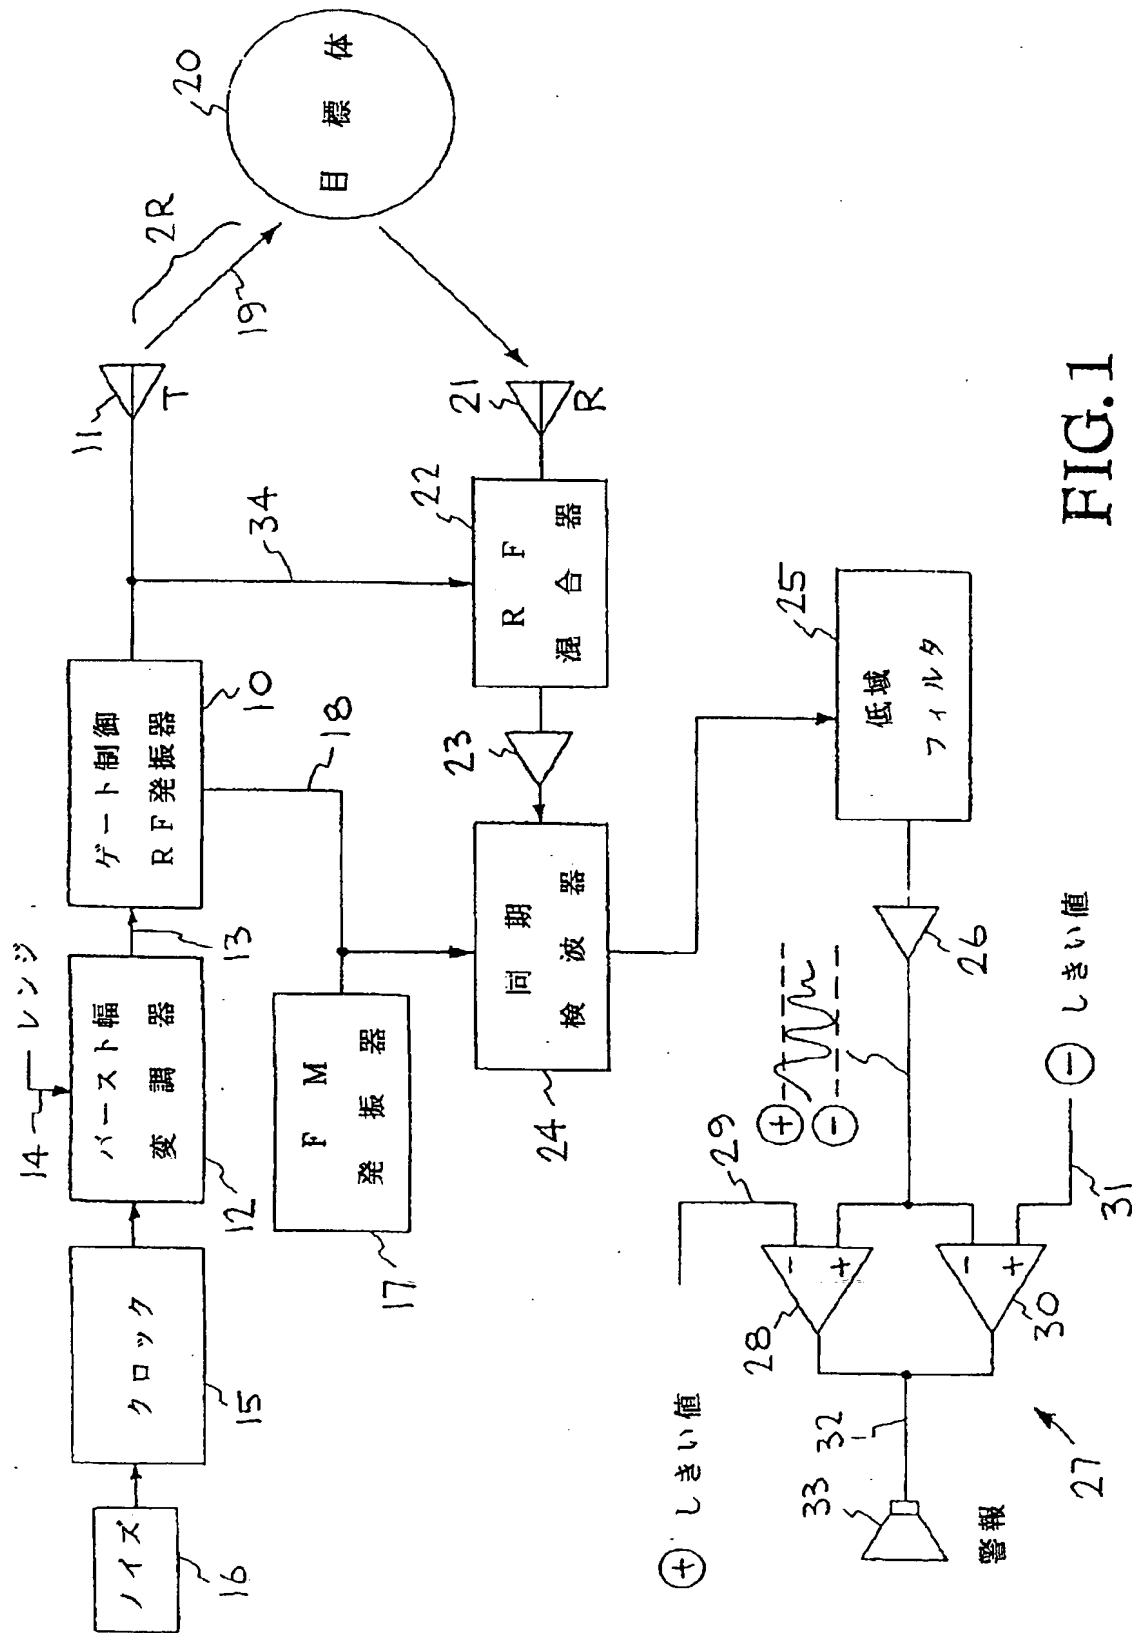 ノイズ
16
クロック
15
14
レンジ
バースト幅
変調器
12
13
ゲート制御
RF発振器
10
18
FM
発振器
17
11
T
2R
19
20
目標体
34
21
R
22
RF
混合器
23
同期
検波器
24
25
低域
フィルタ
26
+
-
29
+ しきい値
-
+
28
-
+
30
31
- しきい値
32
33
警報
27
FIG.1